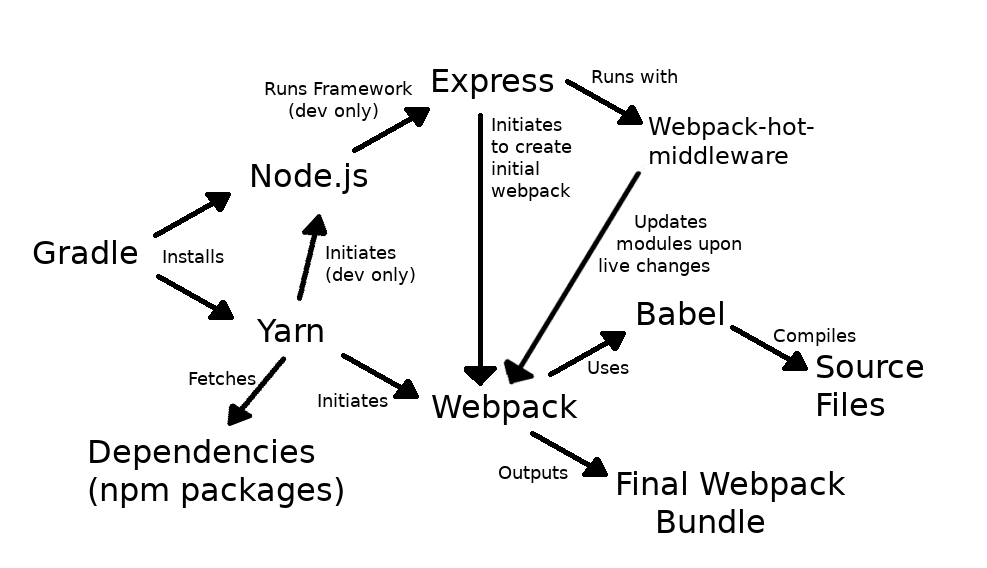 Express
Runs with
Runs Framework
(dev only)
Initiates
to create
initial
webpack
Webpack-hot-
middleware
Node.js
Updates
modules upon
live changes
Gradle
Installs
Initiates
(dev only)
Yarn
Babel
Compiles
Source
Files
Fetches
Initiates
Uses
Webpack
Dependencies
(npm packages)
Outputs
Final Webpack
Bundle